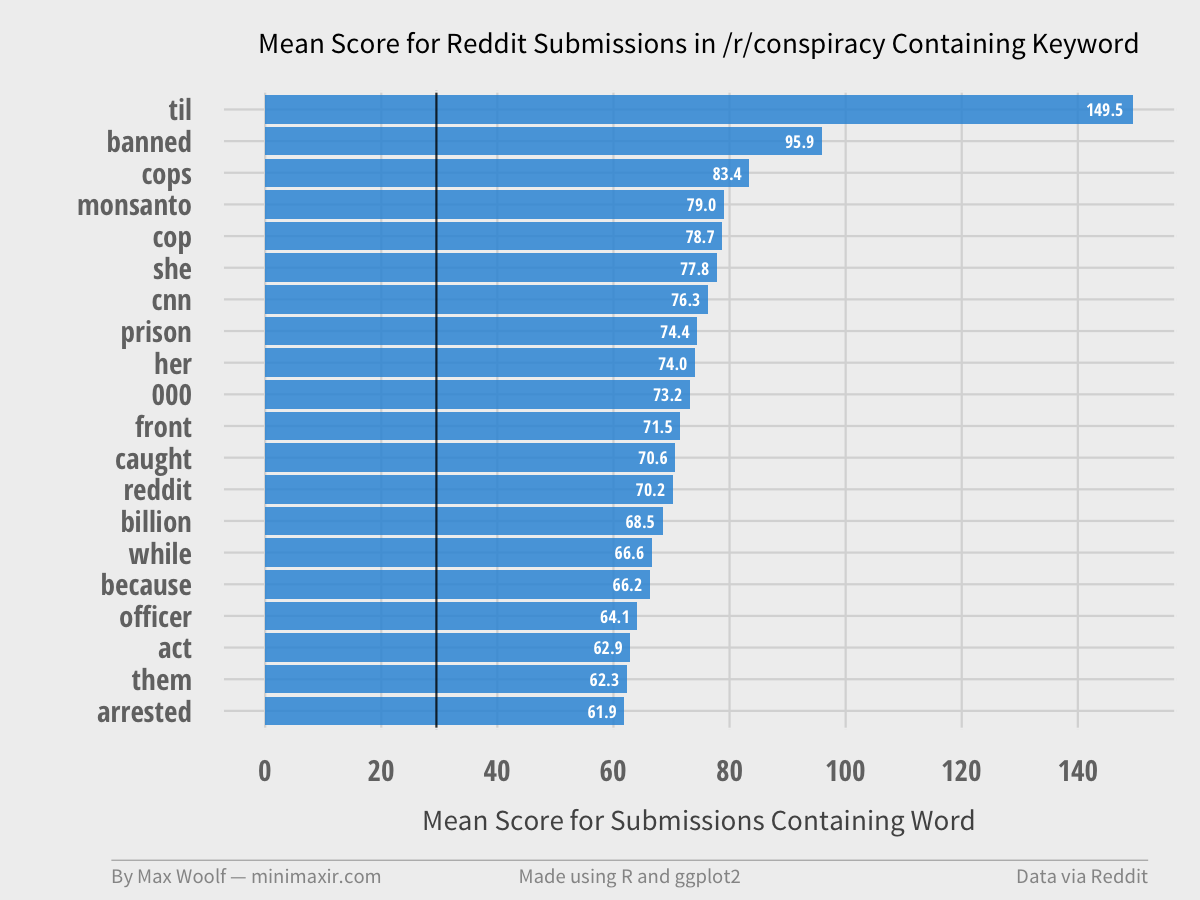 Mean Score for Reddit Submissions in /r/conspiracy Containing Keyword
til 149.5
banned 95.9
cops 83.4
monsanto 79.0
cop 78.7
she 77.8
cnn 76.3
prison 74.4
her 74.0
000 73.2
front 71.5
caught 70.6
reddit 70.2
billion 68.5
while 66.6
because 66.2
officer 64.1
act 62.9
them 62.3
arrested 61.9
0 20 40 60 80 100 120 140
Mean Score for Submissions Containing Word
By Max Woolf — minimaxir.com Made using R and ggplot2 Data via Reddit